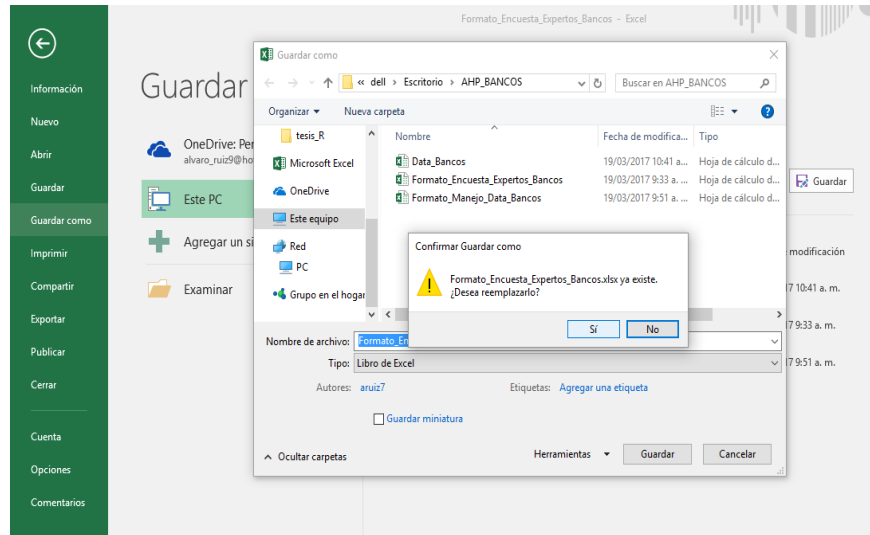 Formato_Encuesta_Expertos_Bancos - Excel
Información
Nuevo
Abrir
Guardar
Guardar como
Imprimir
Compartir
Exportar
Publicar
Cerrar
Cuenta
Opciones
Comentarios
Guardar
OneDrive: Per
alvaro_ruiz9@ho
Este PC
Agregar un si
Examinar
Guardar como
« dell › Escritorio › AHP_BANCOS
Buscar en AHP_BANCOS
Organizar
Nueva carpeta
tesis_R
Microsoft Excel
OneDrive
Este equipo
Red
PC
Grupo en el hogar
Nombre
Fecha de modifica...
Tipo
Data_Bancos
19/03/2017 10:41 a...
Hoja de cálculo d...
Formato_Encuesta_Expertos_Bancos
19/03/2017 9:33 a. ...
Hoja de cálculo d...
Formato_Manejo_Data_Bancos
19/03/2017 9:51 a. ...
Hoja de cálculo d...
Confirmar Guardar como
Formato_Encuesta_Expertos_Bancos.xlsx ya existe.
¿Desea reemplazarlo?
Sí
No
Nombre de archivo:
Formato_En
Tipo:
Libro de Excel
Autores:
aruiz7
Etiquetas:
Agregar una etiqueta
Guardar miniatura
Ocultar carpetas
Herramientas
Guardar
Cancelar
Guardar
modificación
17 10:41 a. m.
17 9:33 a. m.
17 9:51 a. m.